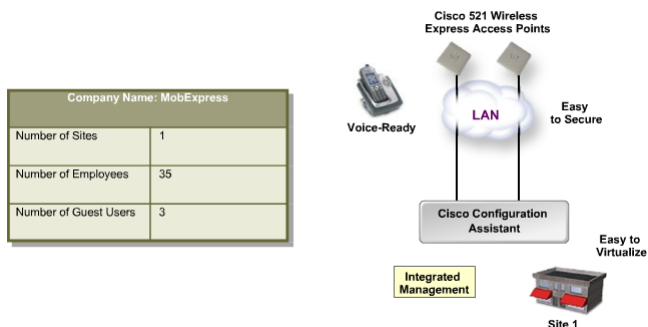 Company Name: MobExpress
Number of Sites 1
Number of Employees 35
Number of Guest Users 3
Cisco 521 Wireless
Express Access Points
Voice-Ready
LAN
Easy
to Secure
Cisco Configuration
Assistant
Integrated
Management
Easy to
Virtualize
Site 1